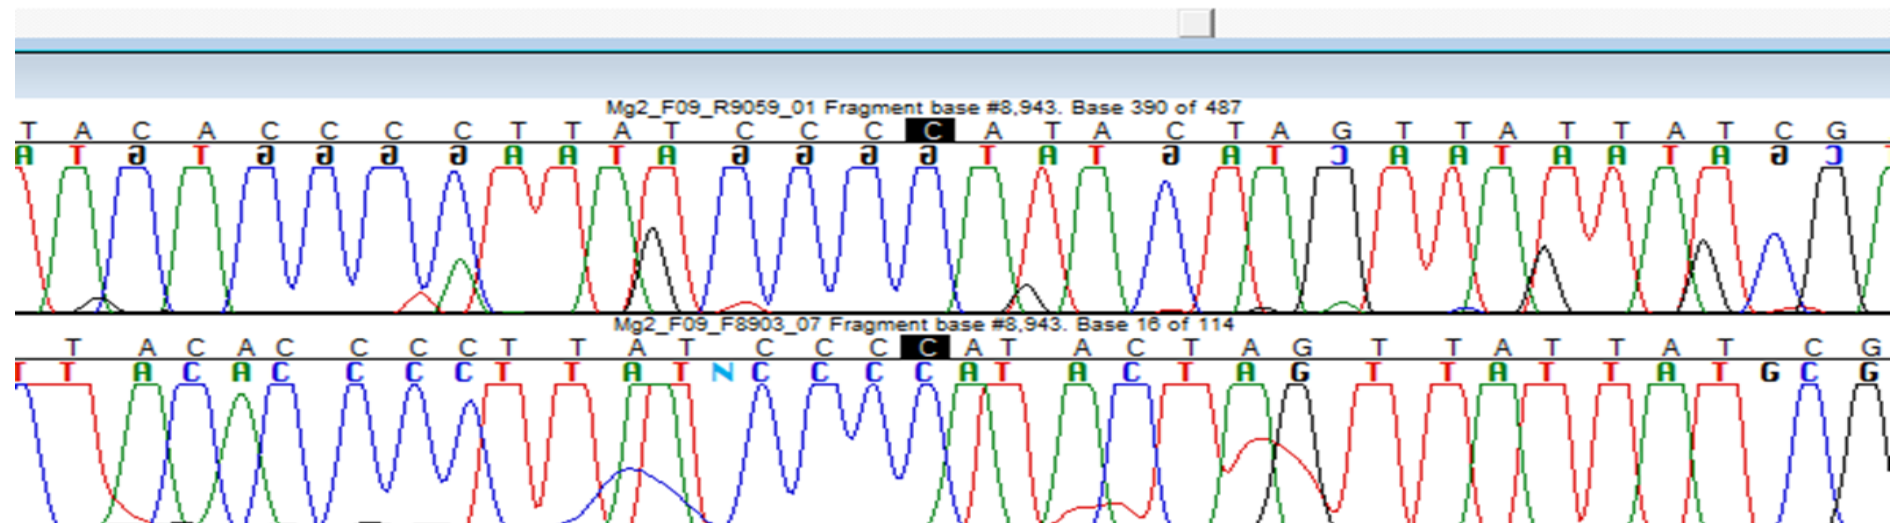 Mg2_F09_R9059_01 Fragment base #8,943. Base 390 of 487
T A C A C C C C T T A T C C C C A T A C T A G T T A T T A T C G
A T G T G G G G A A T A G G G G T A T G A T C A A T A A T A G C T
Mg2_F09_F8903_07 Fragment base #8,943. Base 16 of 114
T A C A C C C C T T A T C C C C A T A C T A G T T A T T A T C G
T T A C A C C C C T T A T N C C C C A T A C T A G T T A T T A T G C G